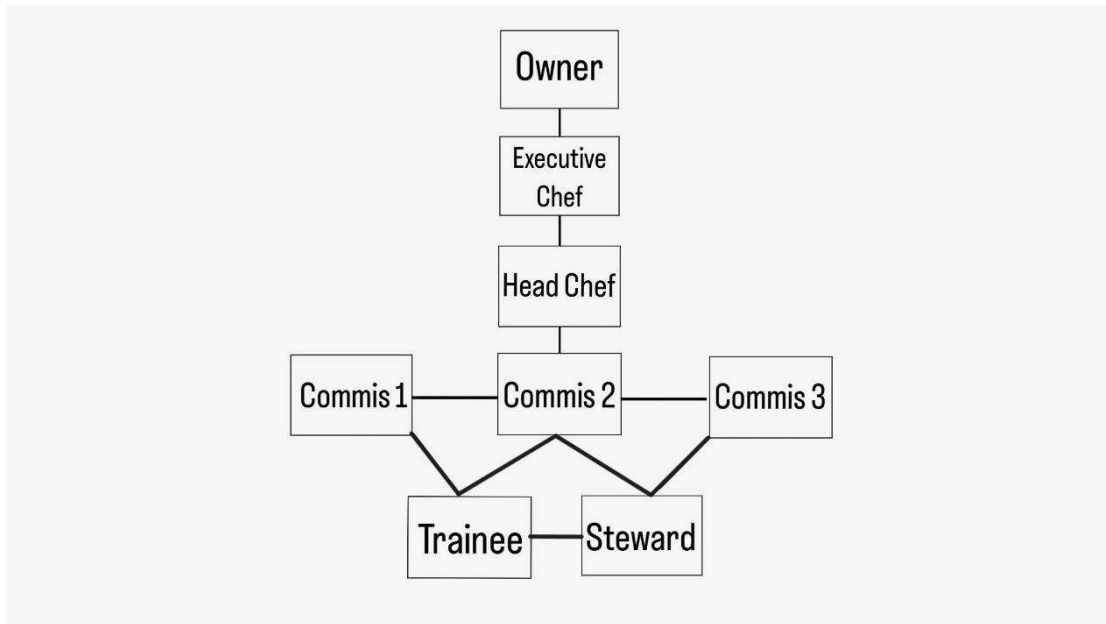 Owner
Executive
Chef
Head Chef
Commis 1
Commis 2
Commis 3
Trainee
Steward